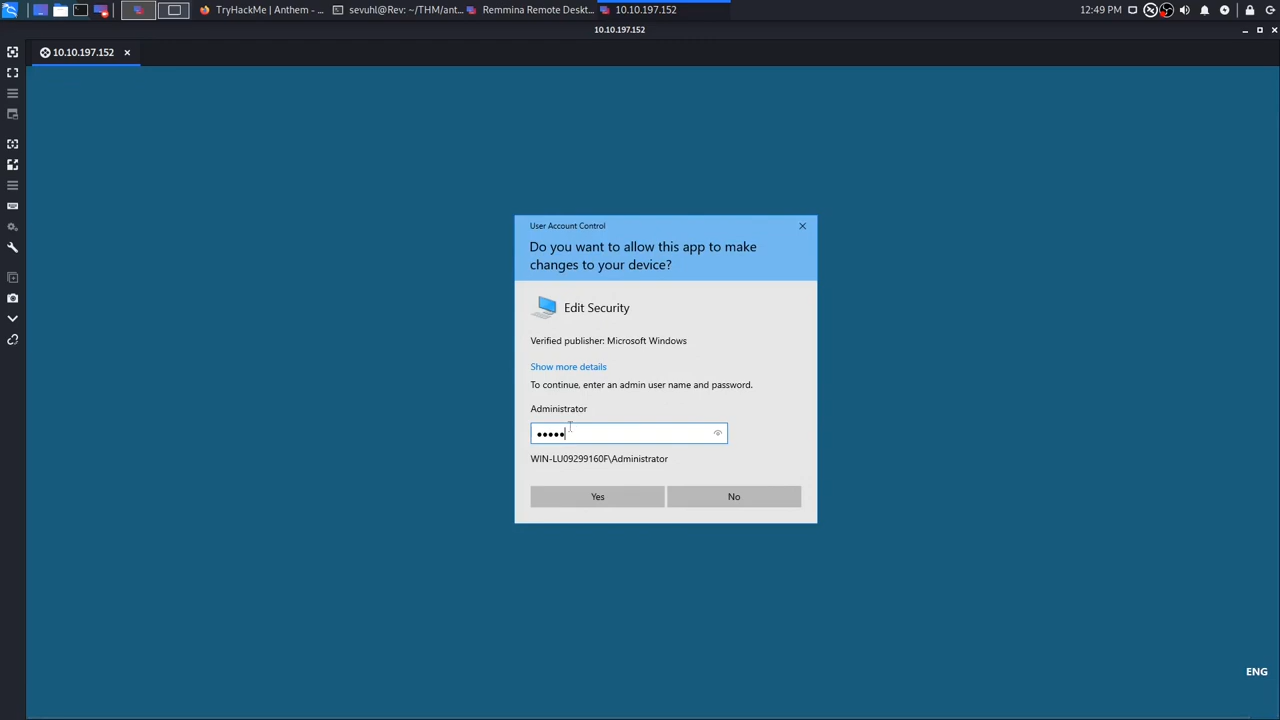 TryHackMe | Anthem - ...
sevuhl@Rev: ~/THM/ant...
Remmina Remote Deskt...
10.10.197.152
12:49 PM
10.10.197.152
10.10.197.152
User Account Control
Do you want to allow this app to make
changes to your device?
Edit Security
Verified publisher: Microsoft Windows
Show more details
To continue, enter an admin user name and password.
Administrator
•••••
WIN-LU09299160F\Administrator
Yes
No
ENG